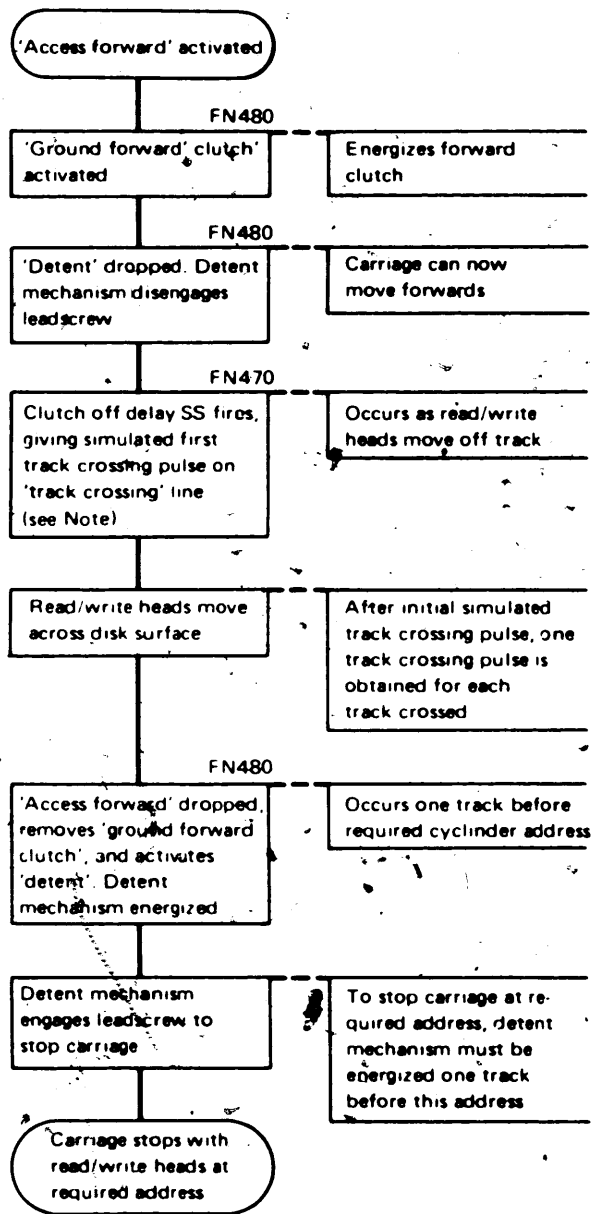 'Access forward' activated
FN480
'Ground forward' clutch'
activated
Energizes forward
clutch
FN480
'Detent' dropped. Detent
mechanism disengages
leadscrew
Carriage can now
move forwards
FN470
Clutch off delay SS fires,
giving simulated first
track crossing pulse on
'track crossing' line
(see Note)
Occurs as read/write
heads move off track
Read/write heads move
across disk surface
After initial simulated
track crossing pulse, one
track crossing pulse is
obtained for each
track crossed
FN480
'Access forward' dropped,
removes 'ground forward
clutch', and activates
'detent'. Detent
mechanism energized
Occurs one track before
required cyclinder address
Detent mechanism
engages leadscrew to
stop carriage
To stop carriage at re-
quired address, detent
mechanism must be
energized one track
before this address
Carriage stops with
read/write heads at
required address